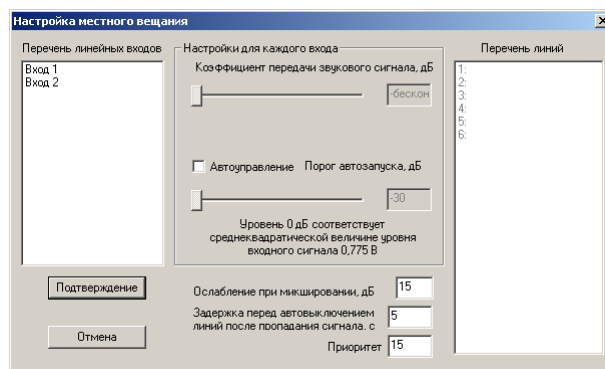 Настройка местного вещания
Перечень линейных входов
Вход 1
Вход 2
Настройки для каждого входа
Коэффициент передачи звукового сигнала, дБ
-бескон
Автоуправление Порог автозапуска, дБ
-30
Уровень 0 дБ соответствует
среднеквадратической величине уровня
входного сигнала 0,775 В
Перечень линий
1:
2:
3:
4:
5:
6:
Подтверждение
Отмена
Ослабление при микшировании, дБ 15
Задержка перед автовыключением
линий после пропадания сигнала, с 5
Приоритет 15